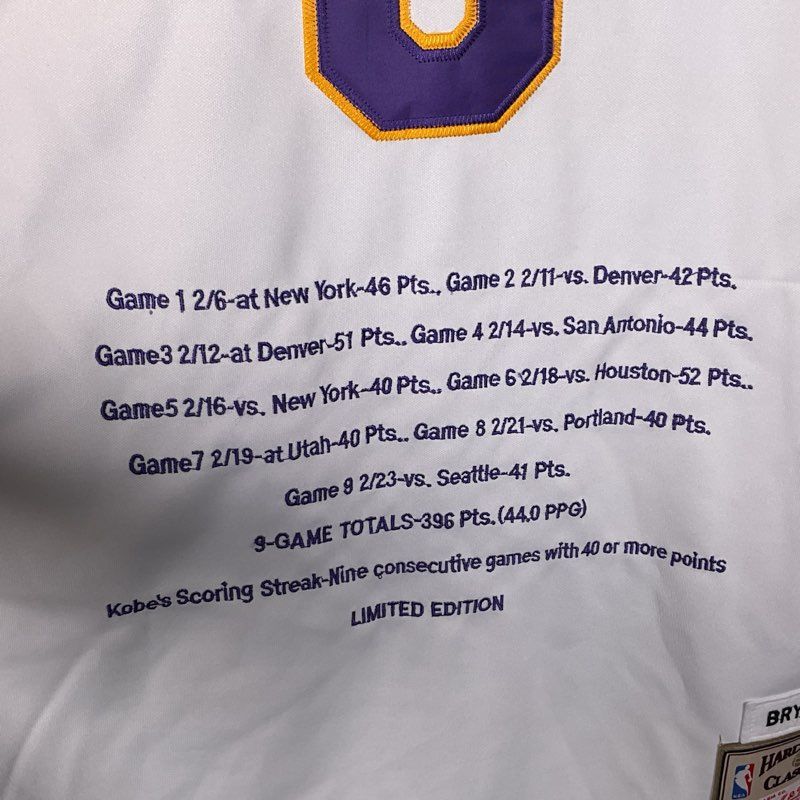 Game 1 2/6-at New York-46 Pts., Game 2 2/11-vs. Denver-42 Pts.
Game3 2/12-at Denver-51 Pts.. Game 4 2/14-vs. San Antonio-44 Pts.
Game5 2/16-vs. New York-40 Pts., Game 6 2/18-vs. Houston-52 Pts..
Game7 2/19-at Utah-40 Pts.. Game 8 2/21-vs. Portland-40 Pts.
Game 9 2/23-vs. Seattle-41 Pts.
9-GAME TOTALS-396 Pts. (44.0 PPG)
Kobe's Scoring Streak-Nine consecutive games with 40 or more points
LIMITED EDITION
BRY
HARD
CLAS
NBA